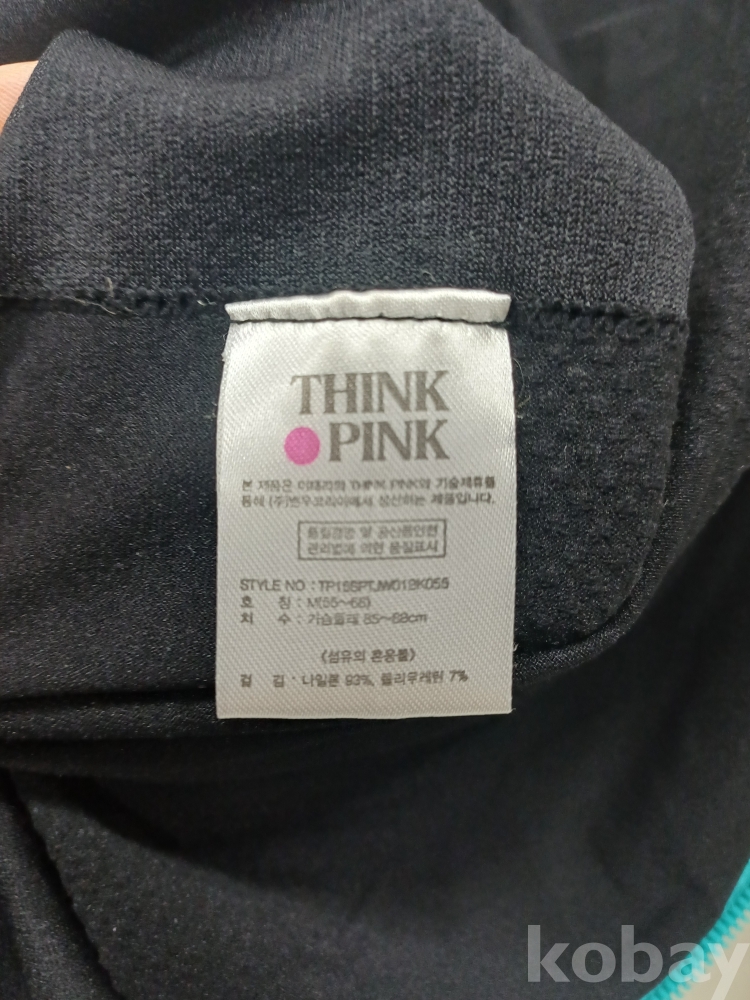 THINK
PINK
본 제품은 이태리의 THINK PINK와 기술제휴를
통해 (주)변우코리아에서 생산하는 제품입니다.
품질경영 및 공산품안전
관리법에 의한 품질표시
STYLE NO : TP15SPTJW01BK055
호 칭 : M(55~66)
치 수 : 가슴둘레 85~88cm
<섬유의 혼용률>
겉 감 : 나일론 93%, 폴리우레탄 7%
kobay